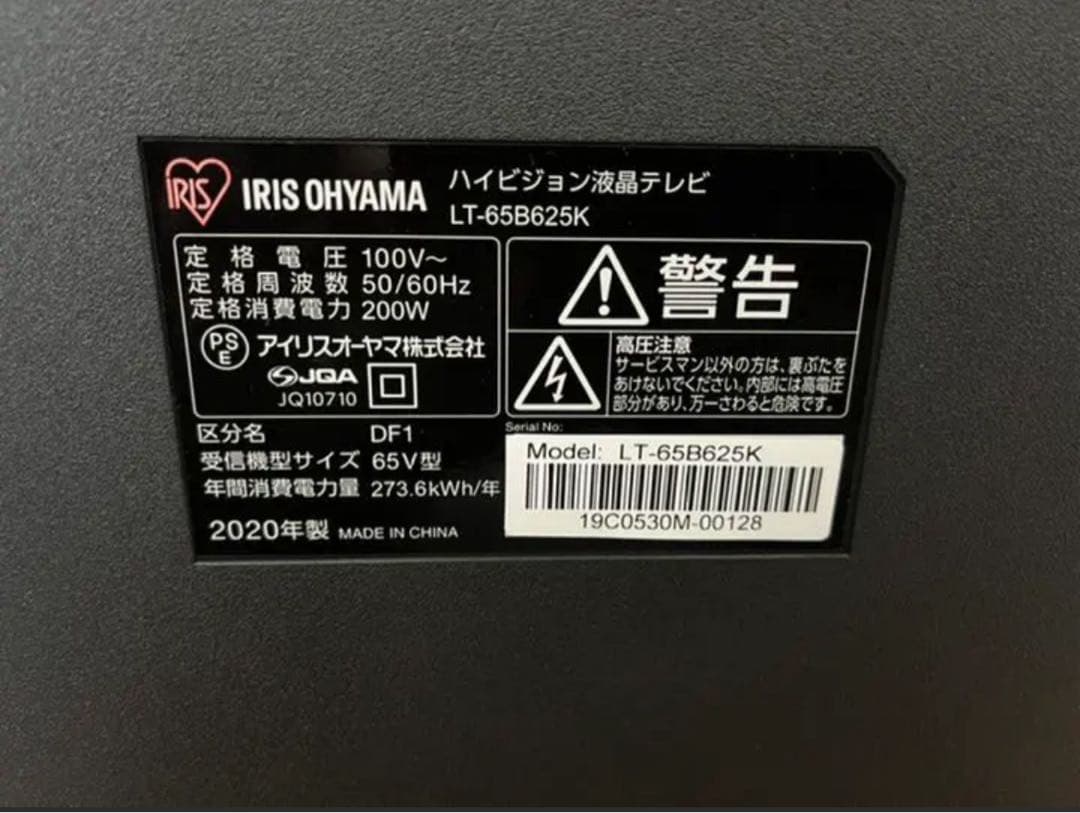 IRIS
IRIS OHYAMA
ハイビジョン液晶テレビ
LT-65B625K
定格電圧 100V～
定格周波数 50/60Hz
定格消費電力 200W
PS
E
アイリスオーヤマ株式会社
JQA
JQ10710
警告
高圧注意
サービスマン以外の方は、裏ぶたを
あけないでください。内部には高電圧
部分があり、万一さわると危険です。
区分名 DF1
受信機型サイズ 65V型
年間消費電力量 273.6kWh/年
2020年製 MADE IN CHINA
Serial No:
Model: LT-65B625K
19C0530M-00128